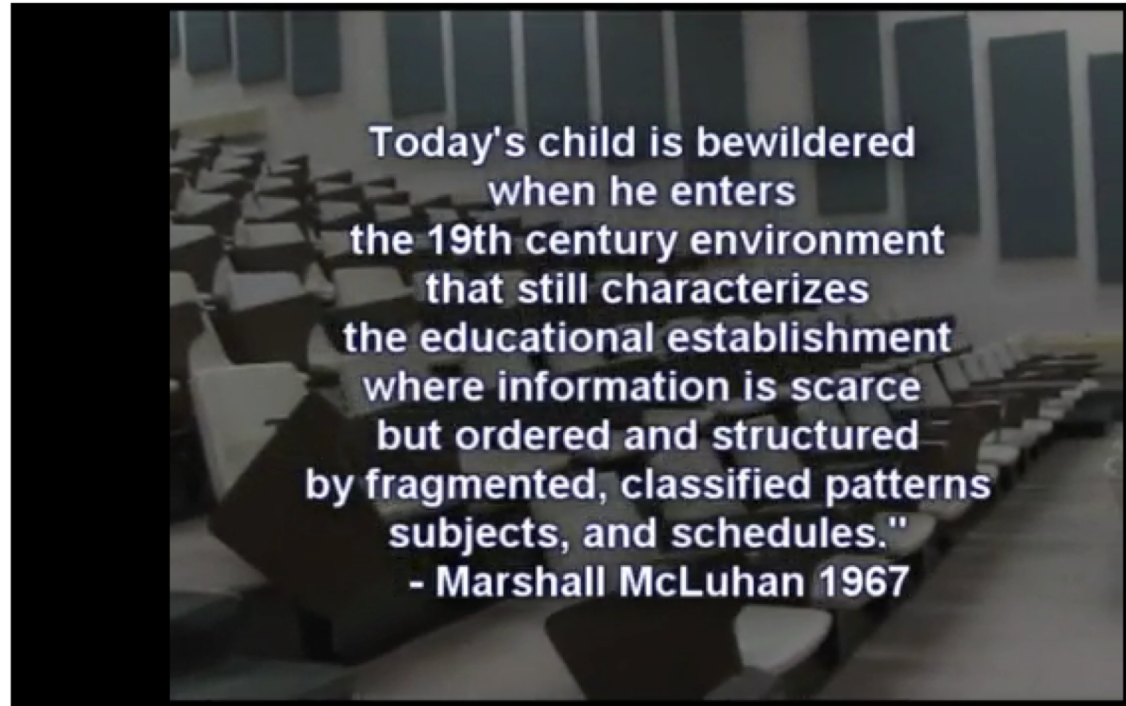 Today's child is bewildered
when he enters
the 19th century environment
that still characterizes
the educational establishment
where information is scarce
but ordered and structured
by fragmented, classified patterns
subjects, and schedules."
- Marshall McLuhan 1967